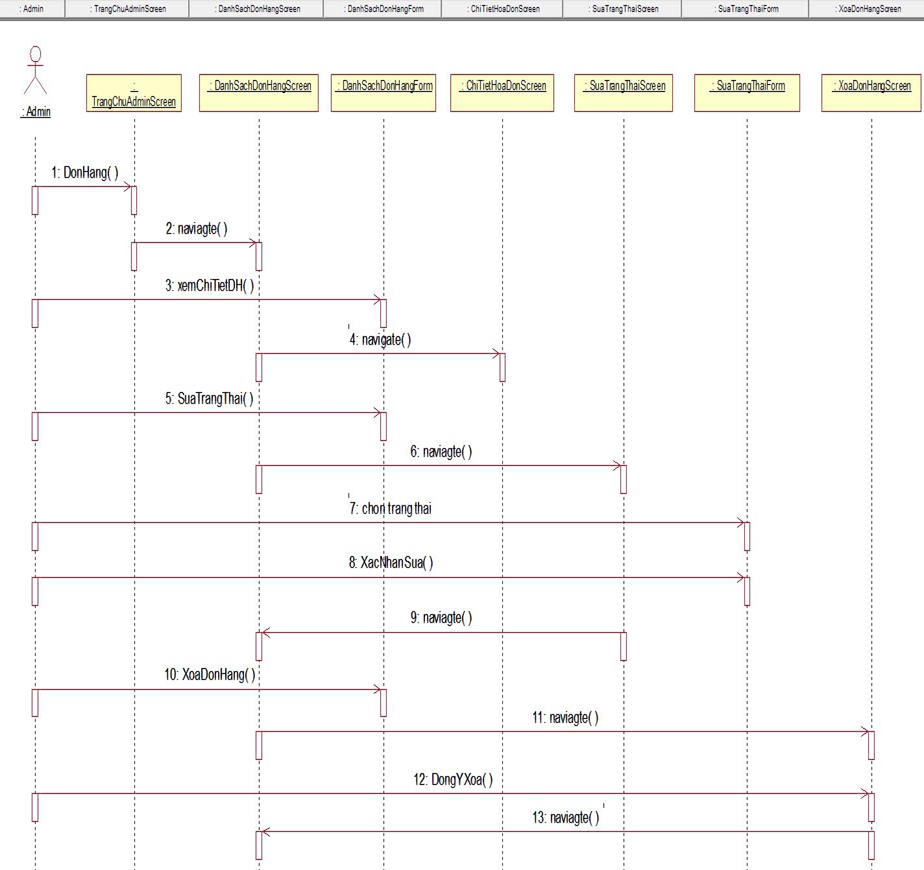 : Admin
: TrangChuAdminScreen
: DanhSachDonHangScreen
: DanhSachDonHangForm
: ChiTietHoaDonScreen
: SuaTrangThaiScreen
: SuaTrangThaiForm
: XoaDonHangScreen
: Admin
:
TrangChuAdminScreen
: DanhSachDonHangScreen
: DanhSachDonHangForm
: ChiTietHoaDonScreen
: SuaTrangThaiScreen
: SuaTrangThaiForm
: XoaDonHangScreen
1: DonHang( )
2: naviagte( )
3: xemChiTietDH( )
4: navigate( )
5: SuaTrangThai( )
6: naviagte( )
7: chon trang thai
8: XacNhanSua( )
9: naviagte( )
10: XoaDonHang( )
11: naviagte( )
12: DongYXoa( )
13: naviagte( )